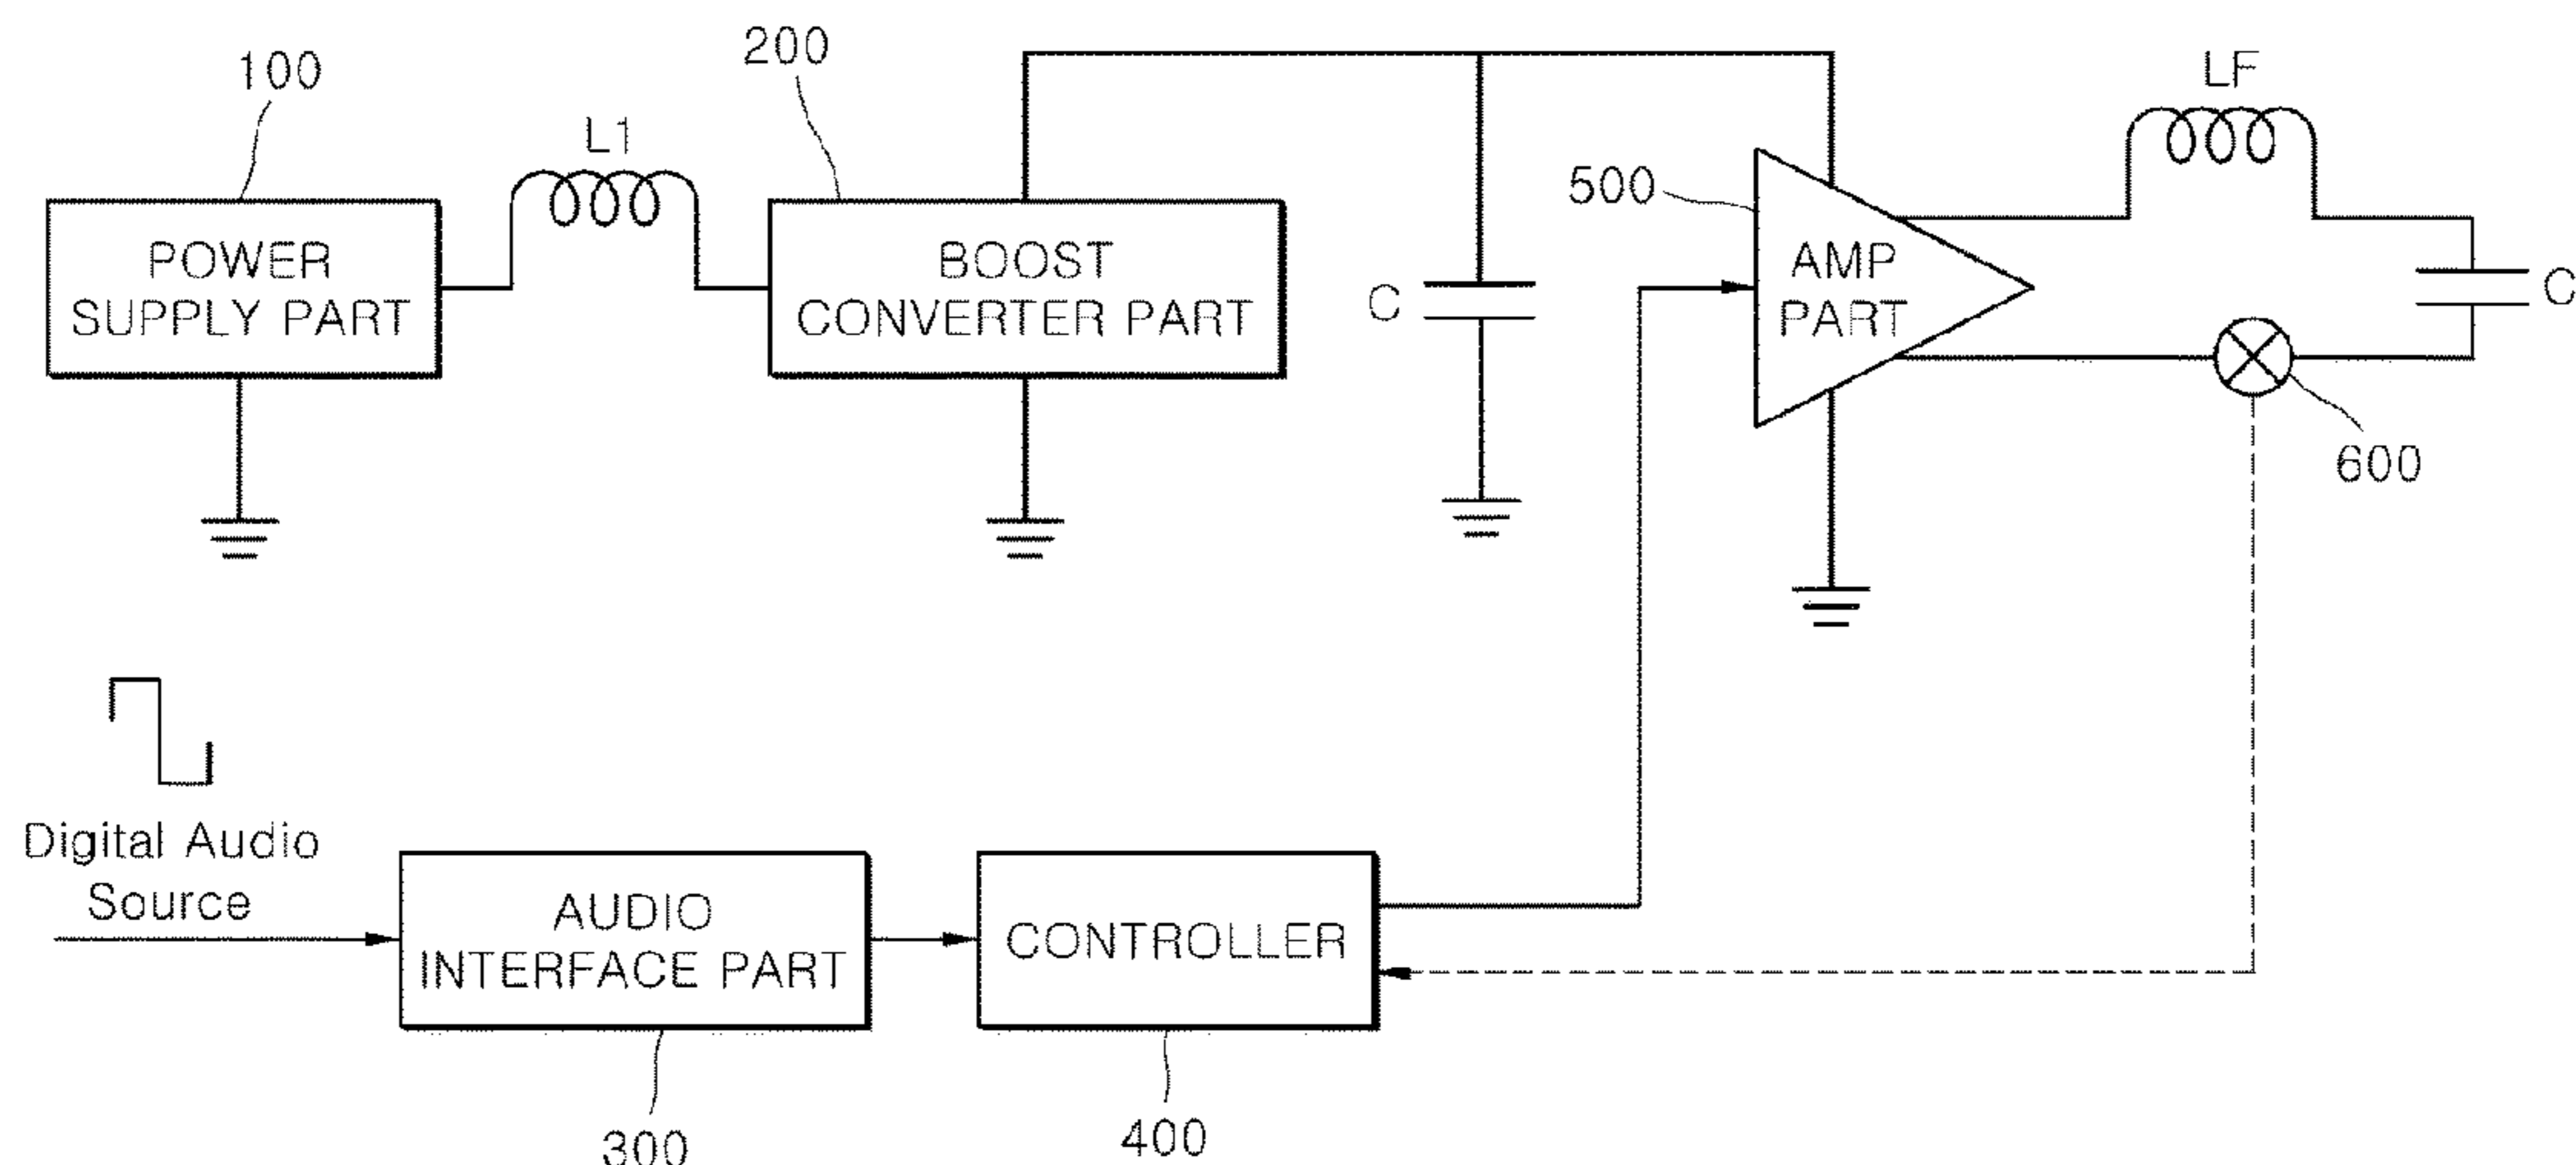 100
200
L1
LF
500
POWER
SUPPLY PART
BOOST
CONVERTER PART
C
AMP
PART
C
600
Digital Audio
Source
AUDIO
INTERFACE PART
CONTROLLER
300
400